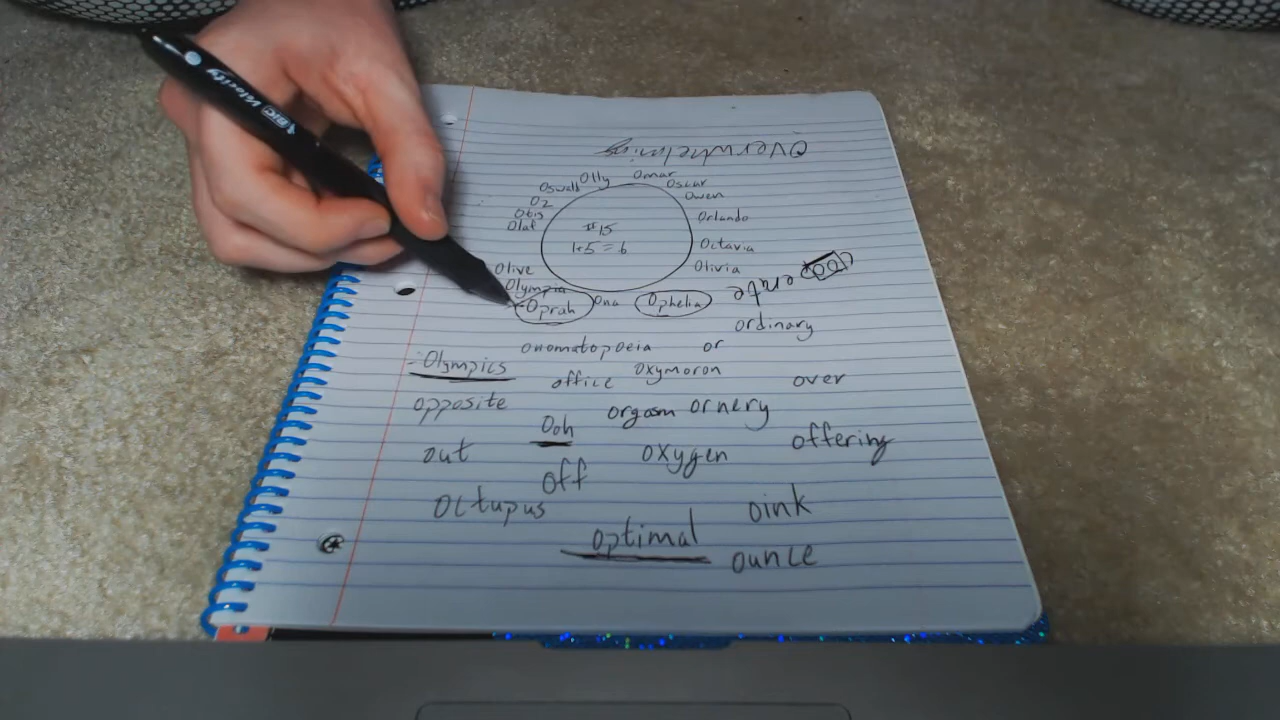 BIC Velocity
overwhelming
Olly Omar
Oswald Oscar
Oz Owen
Otis Orlando
Olaf
#15
1+5=6
Octavia
Olive Olivia
Olympia
Oprah Ona Ophelia
ornate
ordinary
onomatopoeia or
Olympics oxymoron
office over
opposite orgasm ornery
Ooh
out oxygen offering
off
Octupus oink
optimal
ounce